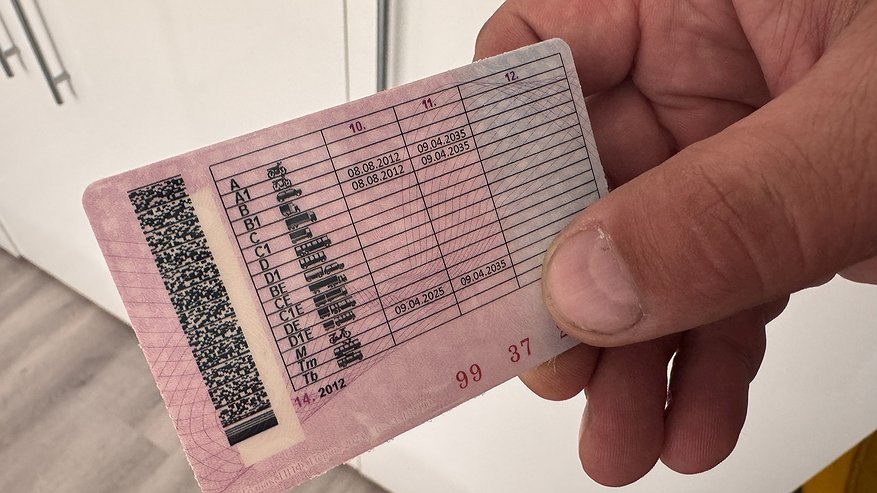 10. 11. 12.
A
A1
B 08.08.2012 09.04.2035
B1 08.08.2012 09.04.2035
C
C1
D
D1
BE
CE
C1E
DE
D1E
M 09.04.2025 09.04.2035
Tm
Tb
14. 2012
99 37